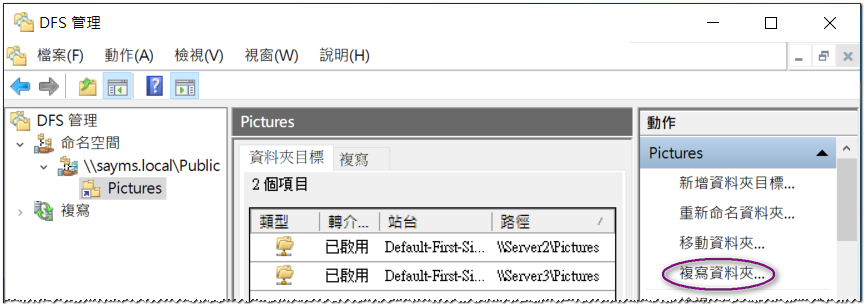 DFS 管理
檔案(F) 動作(A) 檢視(V) 視窗(W) 說明(H)
DFS 管理
命名空間
\\sayms.local\Public
Pictures
複寫
Pictures
資料夾目標 複寫
2 個項目
類型 轉介... 站台 路徑
已啟用 Default-First-Si... \\Server2\Pictures
已啟用 Default-First-Si... \\Server3\Pictures
動作
Pictures
新增資料夾目標...
重新命名資料夾...
移動資料夾...
複寫資料夾...